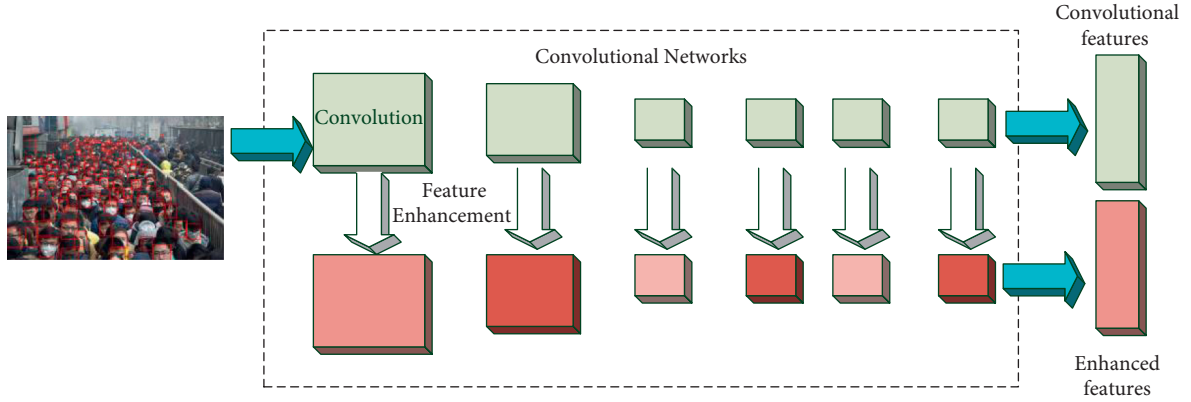 Convolutional
features
Convolutional Networks
Convolution
Feature
Enhancement
Enhanced
features